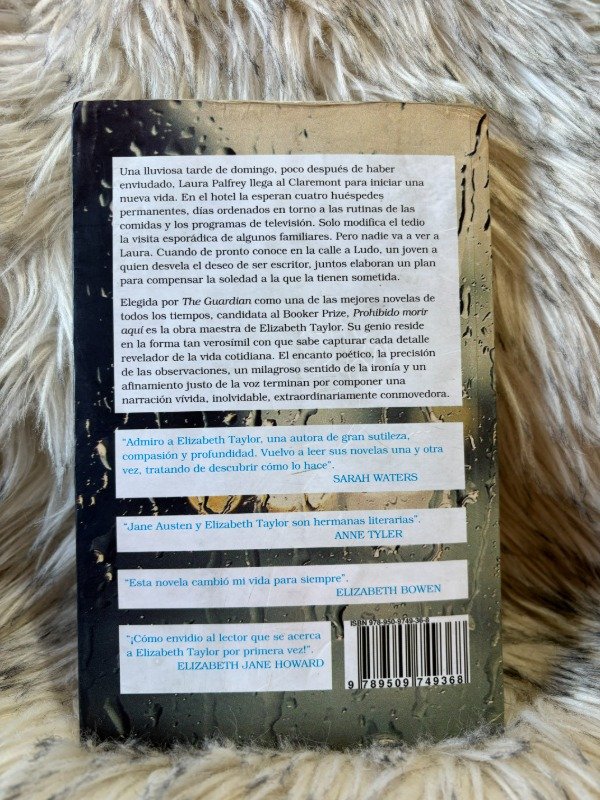 Una lluviosa tarde de domingo, poco después de haber
enviudado, Laura Palfrey llega al Claremont para iniciar una
nueva vida. En el hotel la esperan cuatro huéspedes
permanentes, días ordenados en torno a las rutinas de las
comidas y los programas de televisión. Solo modifica el tedio
la visita esporádica de algunos familiares. Pero nadie va a ver a
Laura. Cuando de pronto conoce en la calle a Ludo, un joven a
quien desvela el deseo de ser escritor, juntos elaboran un plan
para compensar la soledad a la que la tienen sometida.
Elegida por The Guardian como una de las mejores novelas de
todos los tiempos, candidata al Booker Prize, Prohibido morir
aquí es la obra maestra de Elizabeth Taylor. Su genio reside
en la forma tan verosímil con que sabe capturar cada detalle
revelador de la vida cotidiana. El encanto poético, la precisión
de las observaciones, un milagroso sentido de la ironía y un
afinamiento justo de la voz terminan por componer una
narración vívida, inolvidable, extraordinariamente conmovedora.
“Admiro a Elizabeth Taylor, una autora de gran sutileza,
compasión y profundidad. Vuelvo a leer sus novelas una y otra
vez, tratando de descubrir cómo lo hace”.
SARAH WATERS
“Jane Austen y Elizabeth Taylor son hermanas literarias”.
ANNE TYLER
“Esta novela cambió mi vida para siempre”.
ELIZABETH BOWEN
“¡Cómo envidio al lector que se acerca
a Elizabeth Taylor por primera vez!”.
ELIZABETH JANE HOWARD
ISBN 978-950-9749-36-8
9 789509 749368